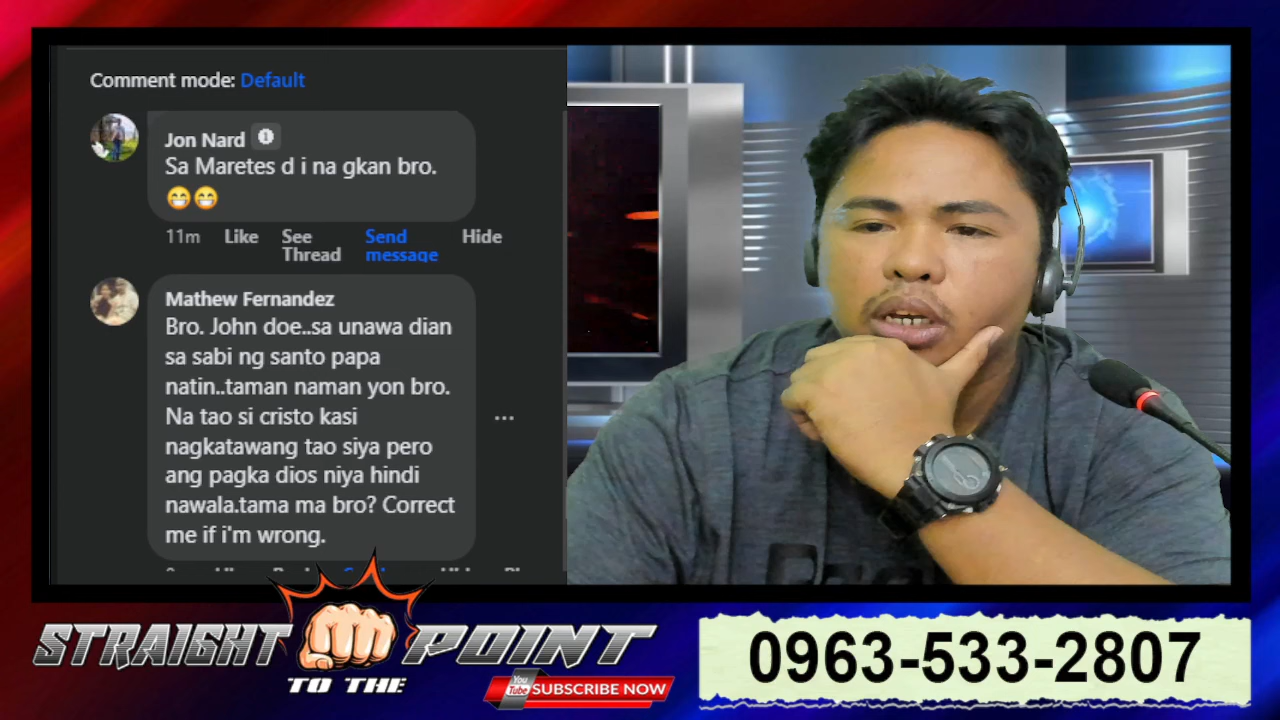 Comment mode: Default
Jon Nard
Sa Maretes d i na gkan bro.
😁😁
11m Like See Thread Send message Hide
Mathew Fernandez
Bro. John doe..sa unawa dian
sa sabi ng santo papa
natin..taman naman yon bro.
Na tao si cristo kasi
nagkatawang tao siya pero
ang pagka dios niya hindi
nawala.tama ma bro? Correct
me if i'm wrong.
STRAIGHT POINT
TO THE
You Tube SUBSCRIBE NOW
0963-533-2807